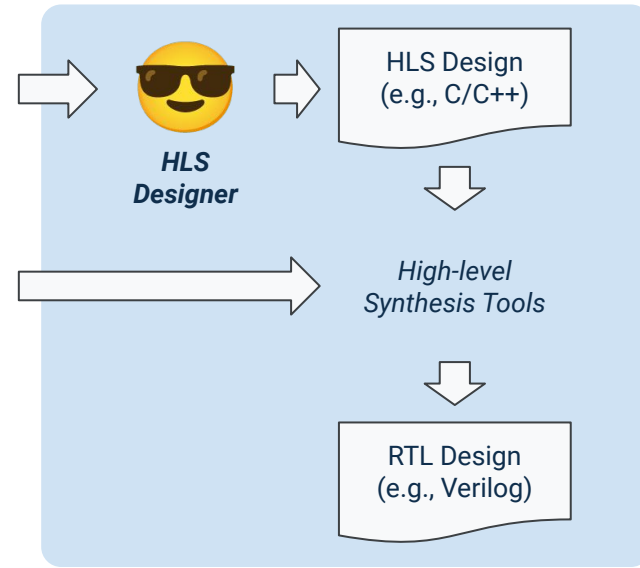 HLS Design
(e.g., C/C++)
HLS
Designer
High-level
Synthesis Tools
RTL Design
(e.g., Verilog)